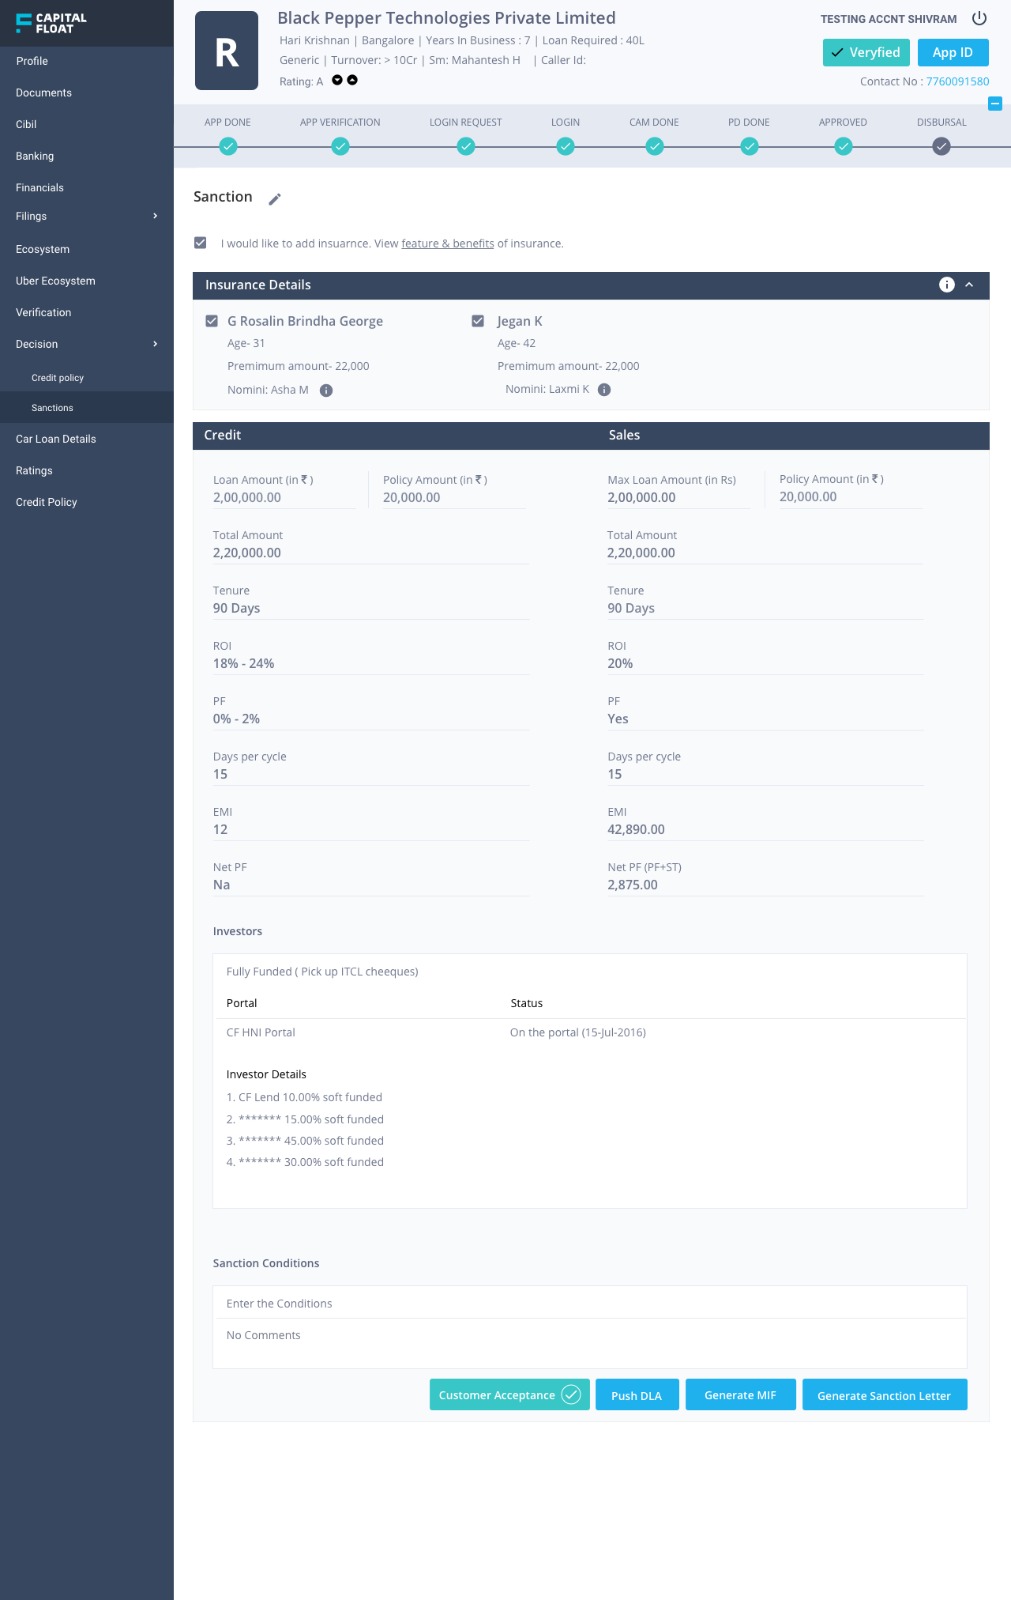 CAPITAL
FLOAT
Profile
Documents
Cibil
Banking
Financials
Filings
Ecosystem
Uber Ecosystem
Verification
Decision
Credit policy
Sanctions
Car Loan Details
Ratings
Credit Policy
R
Black Pepper Technologies Private Limited
Hari Krishnan | Bangalore | Years In Business : 7 | Loan Required : 40L
Generic | Turnover: > 10Cr | Sm: Mahantesh H | Caller Id:
Rating: A
TESTING ACCNT SHIVRAM
Veryfied
App ID
Contact No : 7760091580
APP DONE APP VERIFICATION LOGIN REQUEST LOGIN CAM DONE PD DONE APPROVED DISBURSAL
Sanction
I would like to add insuarnce. View feature & benefits of insurance.
Insurance Details
G Rosalin Brindha George
Age- 31
Premimum amount- 22,000
Nomini: Asha M
Jegan K
Age- 42
Premimum amount- 22,000
Nomini: Laxmi K
Credit
Sales
Loan Amount (in ₹ )
2,00,000.00
Policy Amount (in ₹ )
20,000.00
Max Loan Amount (in Rs)
2,00,000.00
Policy Amount (in ₹ )
20,000.00
Total Amount
2,20,000.00
Total Amount
2,20,000.00
Tenure
90 Days
Tenure
90 Days
ROI
18% - 24%
ROI
20%
PF
0% - 2%
PF
Yes
Days per cycle
15
Days per cycle
15
EMI
12
EMI
42,890.00
Net PF
Na
Net PF (PF+ST)
2,875.00
Investors
Fully Funded ( Pick up ITCL cheeques)
Portal Status
CF HNI Portal On the portal (15-Jul-2016)
Investor Details
1. CF Lend 10.00% soft funded
2. ******* 15.00% soft funded
3. ******* 45.00% soft funded
4. ******* 30.00% soft funded
Sanction Conditions
Enter the Conditions
No Comments
Customer Acceptance
Push DLA
Generate MIF
Generate Sanction Letter